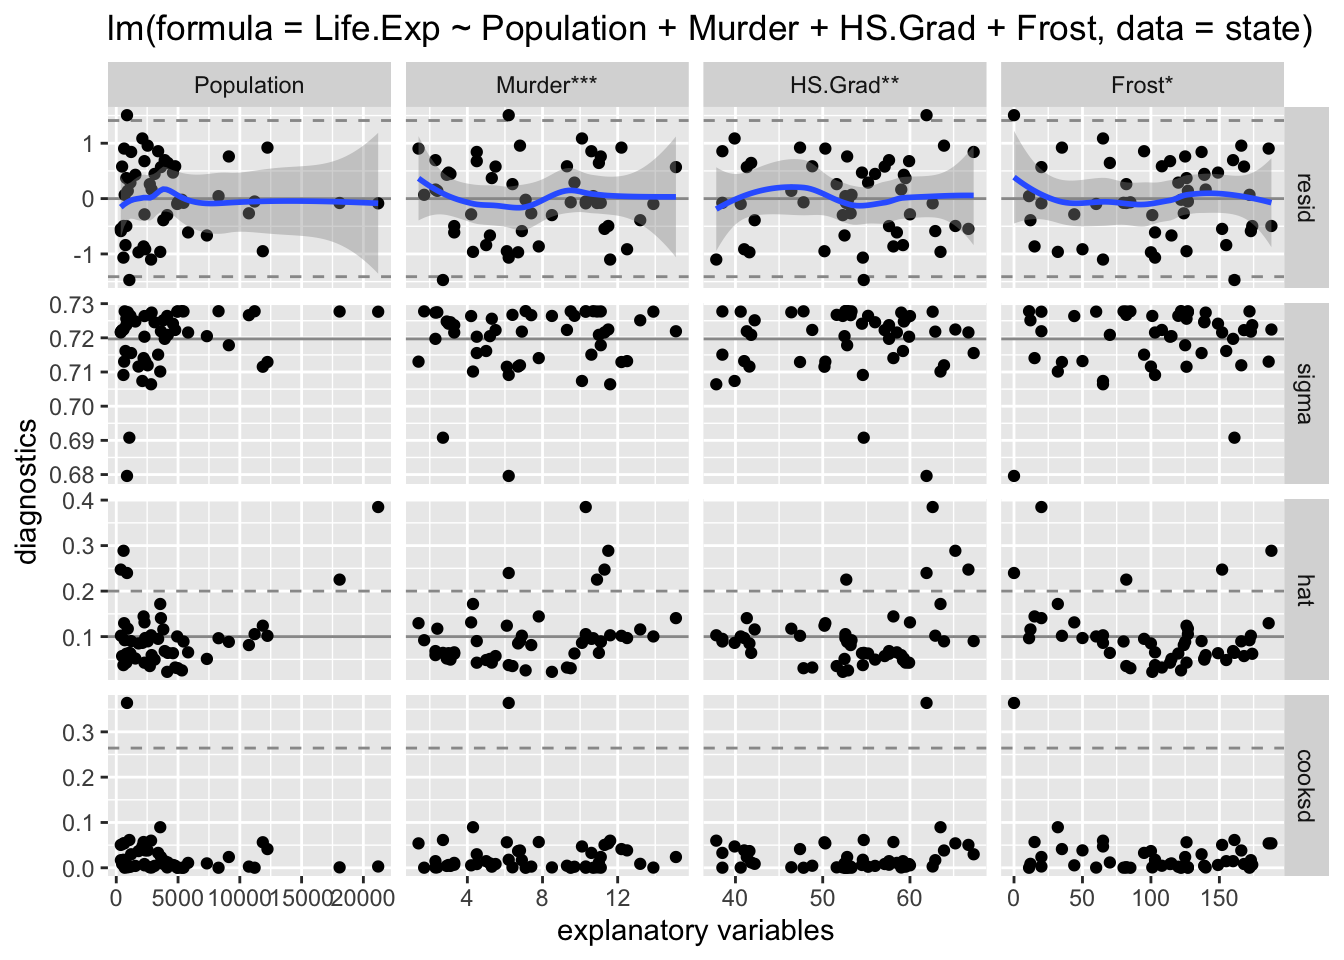 lm(formula = Life.Exp ~ Population + Murder + HS.Grad + Frost, data = state)
Population
Murder***
HS.Grad**
Frost*
1
0
-1
resid
0.73
0.72
0.71
0.70
0.69
0.68
sigma
0.4
0.3
0.2
0.1
hat
0.3
0.2
0.1
0.0
cooksd
diagnostics
0 5000 10000 15000 20000
4 8 12
40 50 60
0 50 100 150
explanatory variables